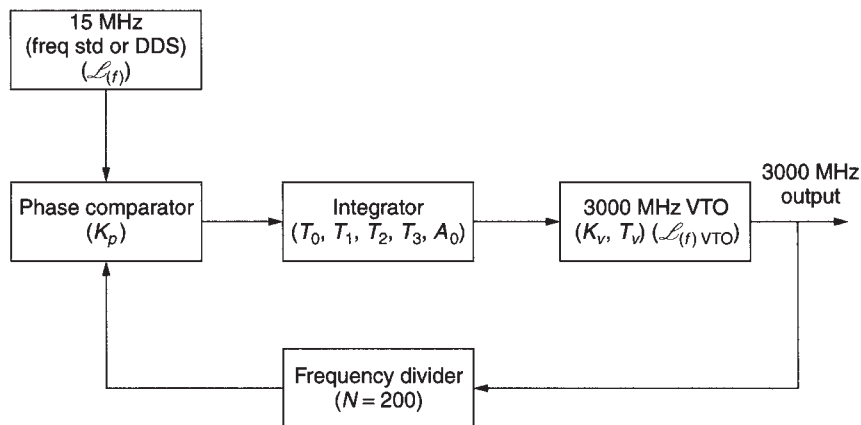 15 MHz
(freq std or DDS)
(ℒ(f))
3000 MHz
output
Phase comparator
(Kp)
Integrator
(T0, T1, T2, T3, A0)
3000 MHz VTO
(Kv, Tv) (ℒ(f) VTO)
Frequency divider
(N = 200)